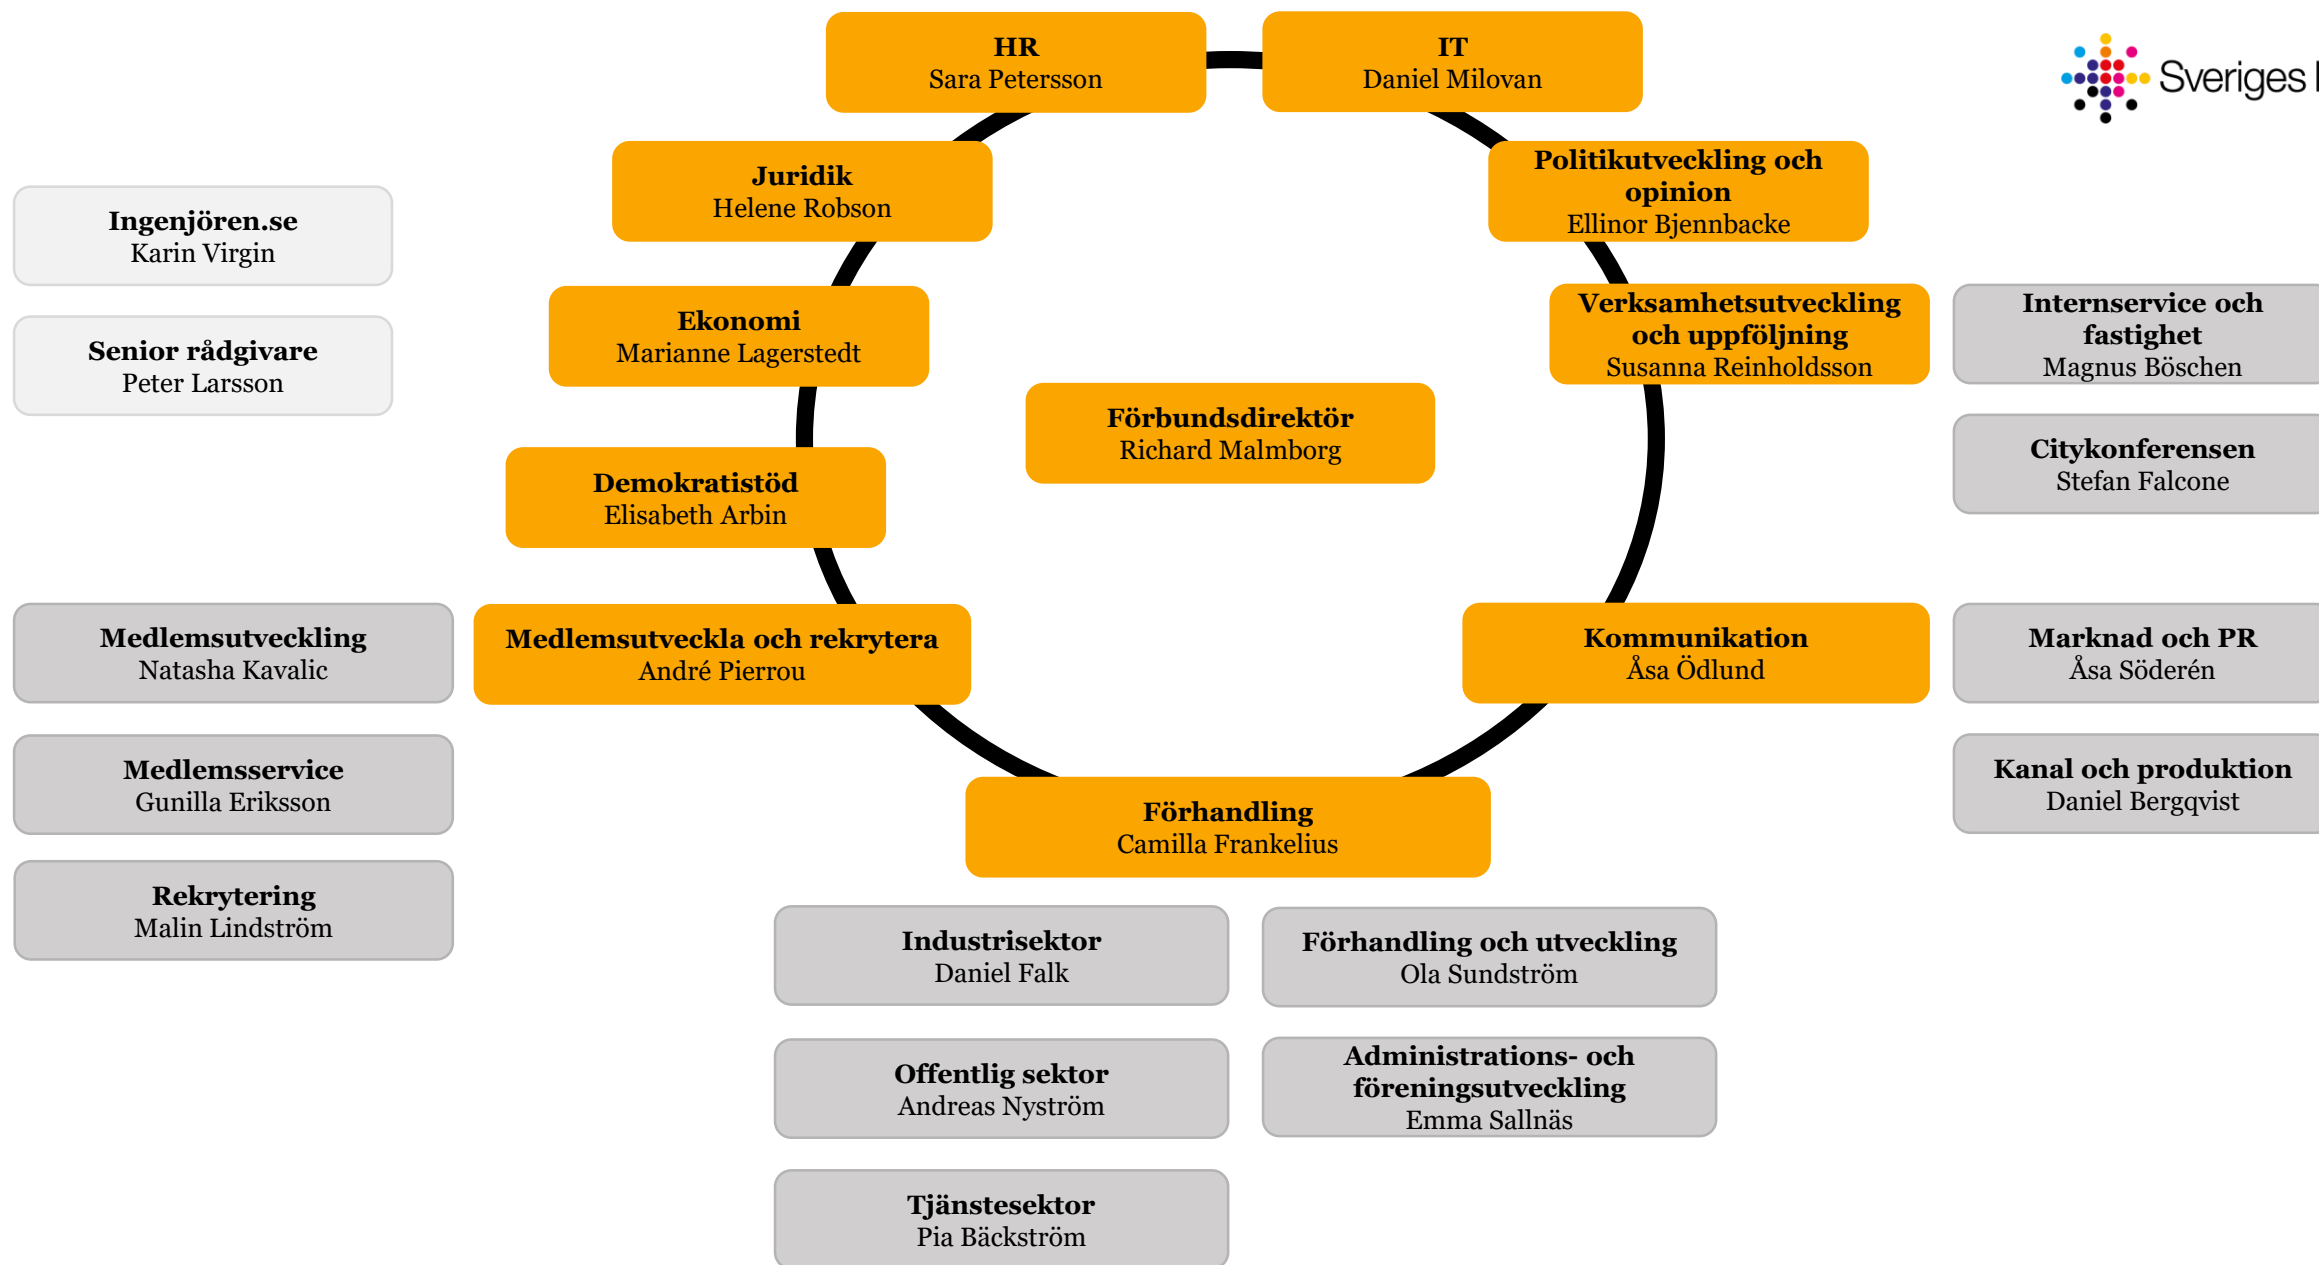 HR
Sara Petersson
IT
Daniel Milovan
Sveriges
Juridik
Helene Robson
Politikutveckling och
opinion
Ellinor Bjennbacke
Ingenjören.se
Karin Virgin
Senior rådgivare
Peter Larsson
Ekonomi
Marianne Lagerstedt
Verksamhetsutveckling
och uppföljning
Susanna Reinholdsson
Internservice och
fastighet
Magnus Böschen
Förbundsdirektör
Richard Malmborg
Citykonferensen
Stefan Falcone
Demokratistöd
Elisabeth Arbin
Medlemsutveckling
Natasha Kavalic
Medlemsutveckla och rekrytera
André Pierrou
Kommunikation
Åsa Ödlund
Marknad och PR
Åsa Söderén
Medlemsservice
Gunilla Eriksson
Kanal och produktion
Daniel Bergqvist
Förhandling
Camilla Frankelius
Rekrytering
Malin Lindström
Industrisektor
Daniel Falk
Förhandling och utveckling
Ola Sundström
Offentlig sektor
Andreas Nyström
Administrations- och
föreningsutveckling
Emma Sallnäs
Tjänstesektor
Pia Bäckström